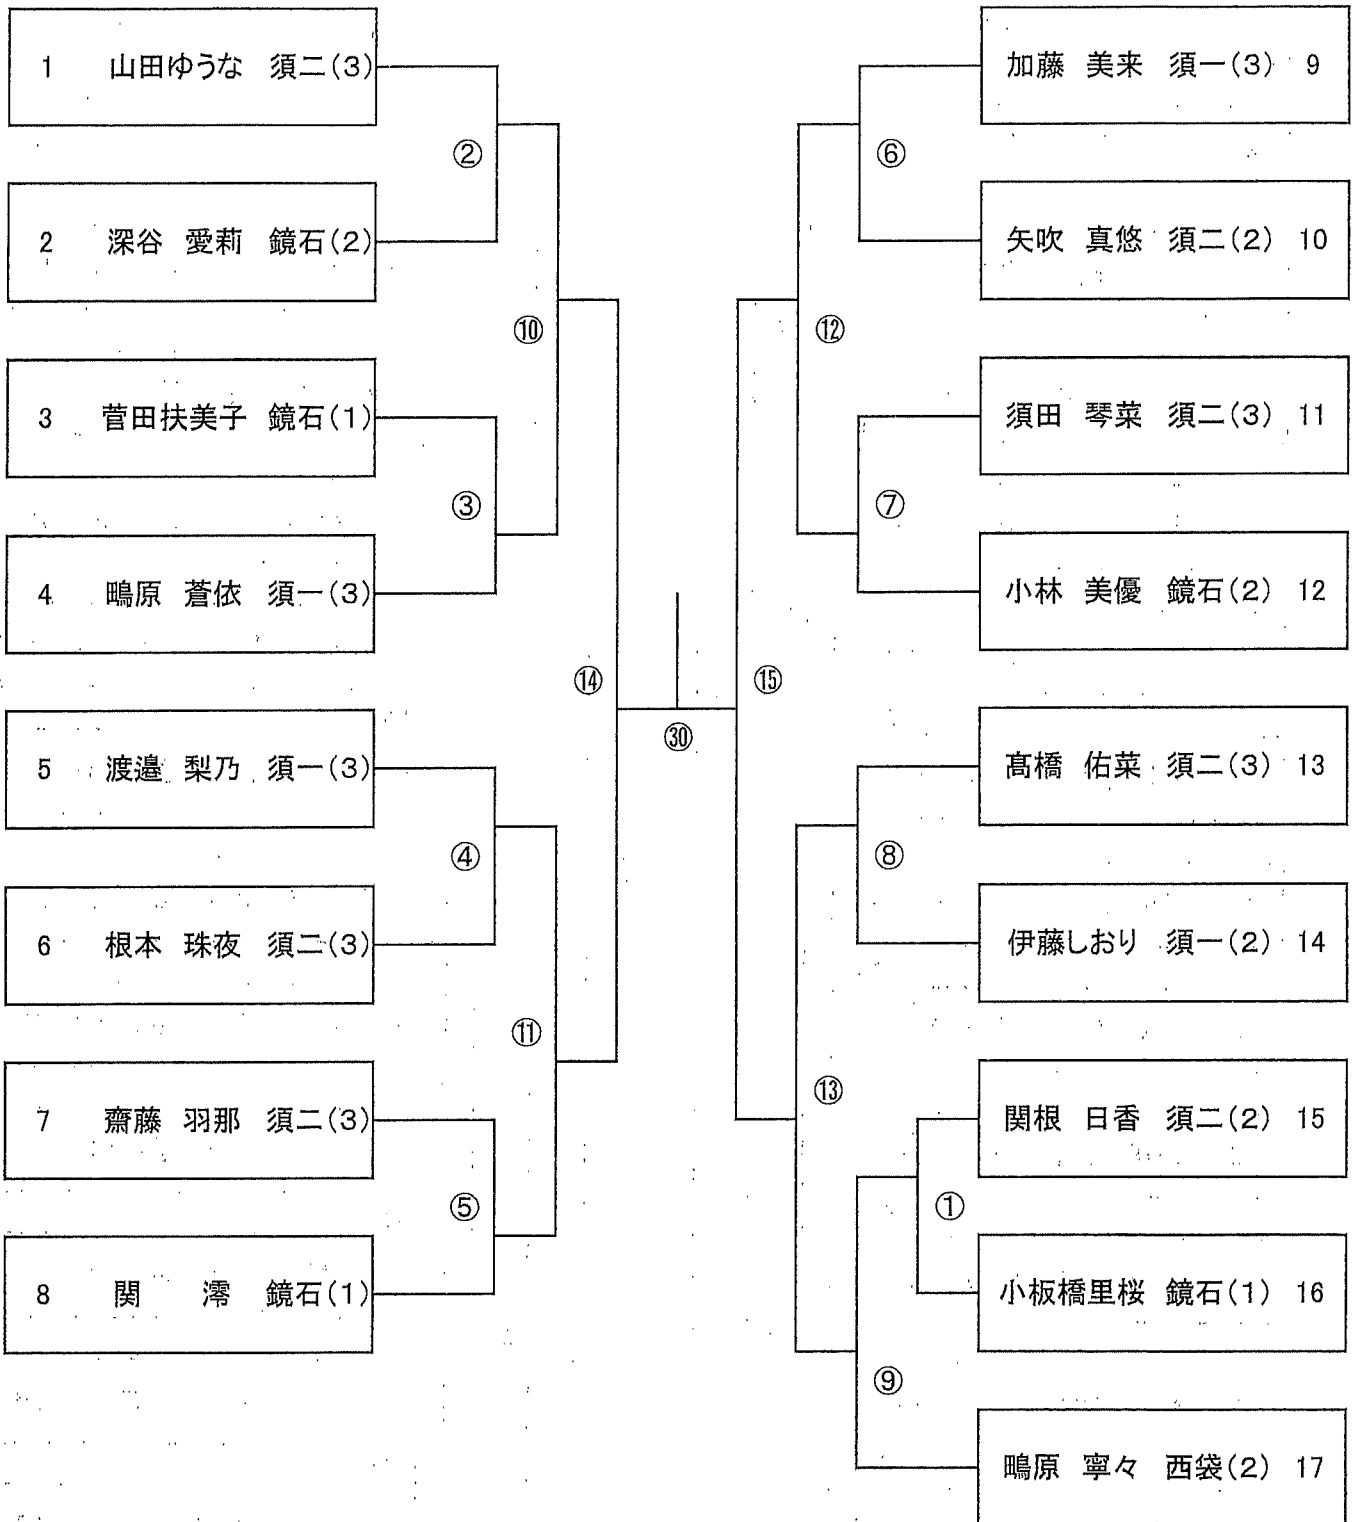 1 山田ゆうな 須二(3)
②
2 深谷 愛莉 鏡石(2)
⑩
3 菅田扶美子 鏡石(1)
③
4 鴫原 蒼依 須一(3)
⑭
5 渡邉 梨乃 須一(3)
④
6 根本 珠夜 須二(3)
⑪
7 齋藤 羽那 須二(3)
⑤
8 関 澪 鏡石(1)
㉚
加藤 美来 須一(3) 9
⑥
矢吹 真悠 須二(2) 10
⑫
須田 琴菜 須二(3) 11
⑦
小林 美優 鏡石(2) 12
⑮
髙橋 佑菜 須二(3) 13
⑧
伊藤しおり 須一(2) 14
⑬
関根 日香 須二(2) 15
①
小板橋里桜 鏡石(1) 16
⑨
鴫原 寧々 西袋(2) 17